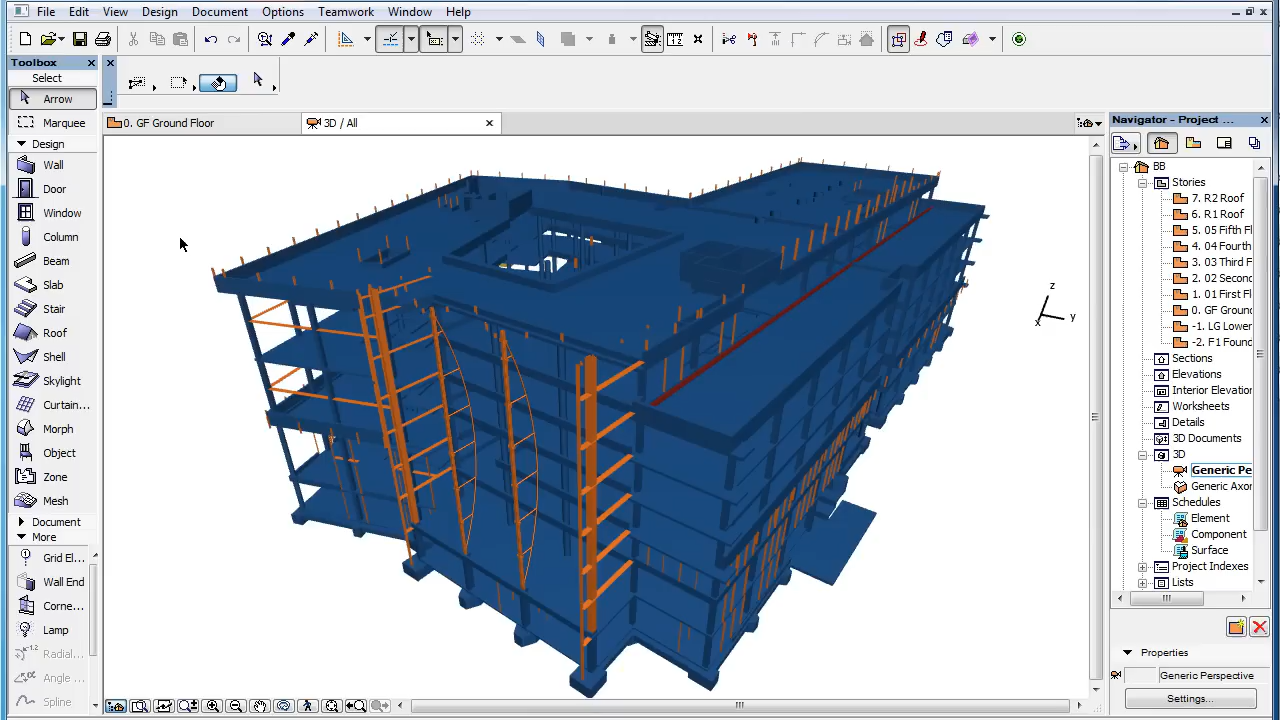 File Edit View Design Document Options Teamwork Window Help
Toolbox
Select
Arrow
Marquee
Design
Wall
Door
Window
Column
Beam
Slab
Stair
Roof
Shell
Skylight
Curtain...
Morph
Object
Zone
Mesh
Document
More
Grid El...
Wall End
Corne...
Lamp
Radial...
Angle ...
Spline
0. GF Ground Floor
3D / All
z
y
x
Navigator - Project ...
BB
Stories
7. R2 Roof
6. R1 Roof
5. 05 Fifth Fl
4. 04 Fourth
3. 03 Third F
2. 02 Second
1. 01 First Fl
0. GF Ground
-1. LG Lower
-2. F1 Found
Sections
Elevations
Interior Elevation
Worksheets
Details
3D Documents
3D
Generic Pe
Generic Axon
Schedules
Element
Component
Surface
Project Indexes
Lists
Properties
Generic Perspective
Settings...